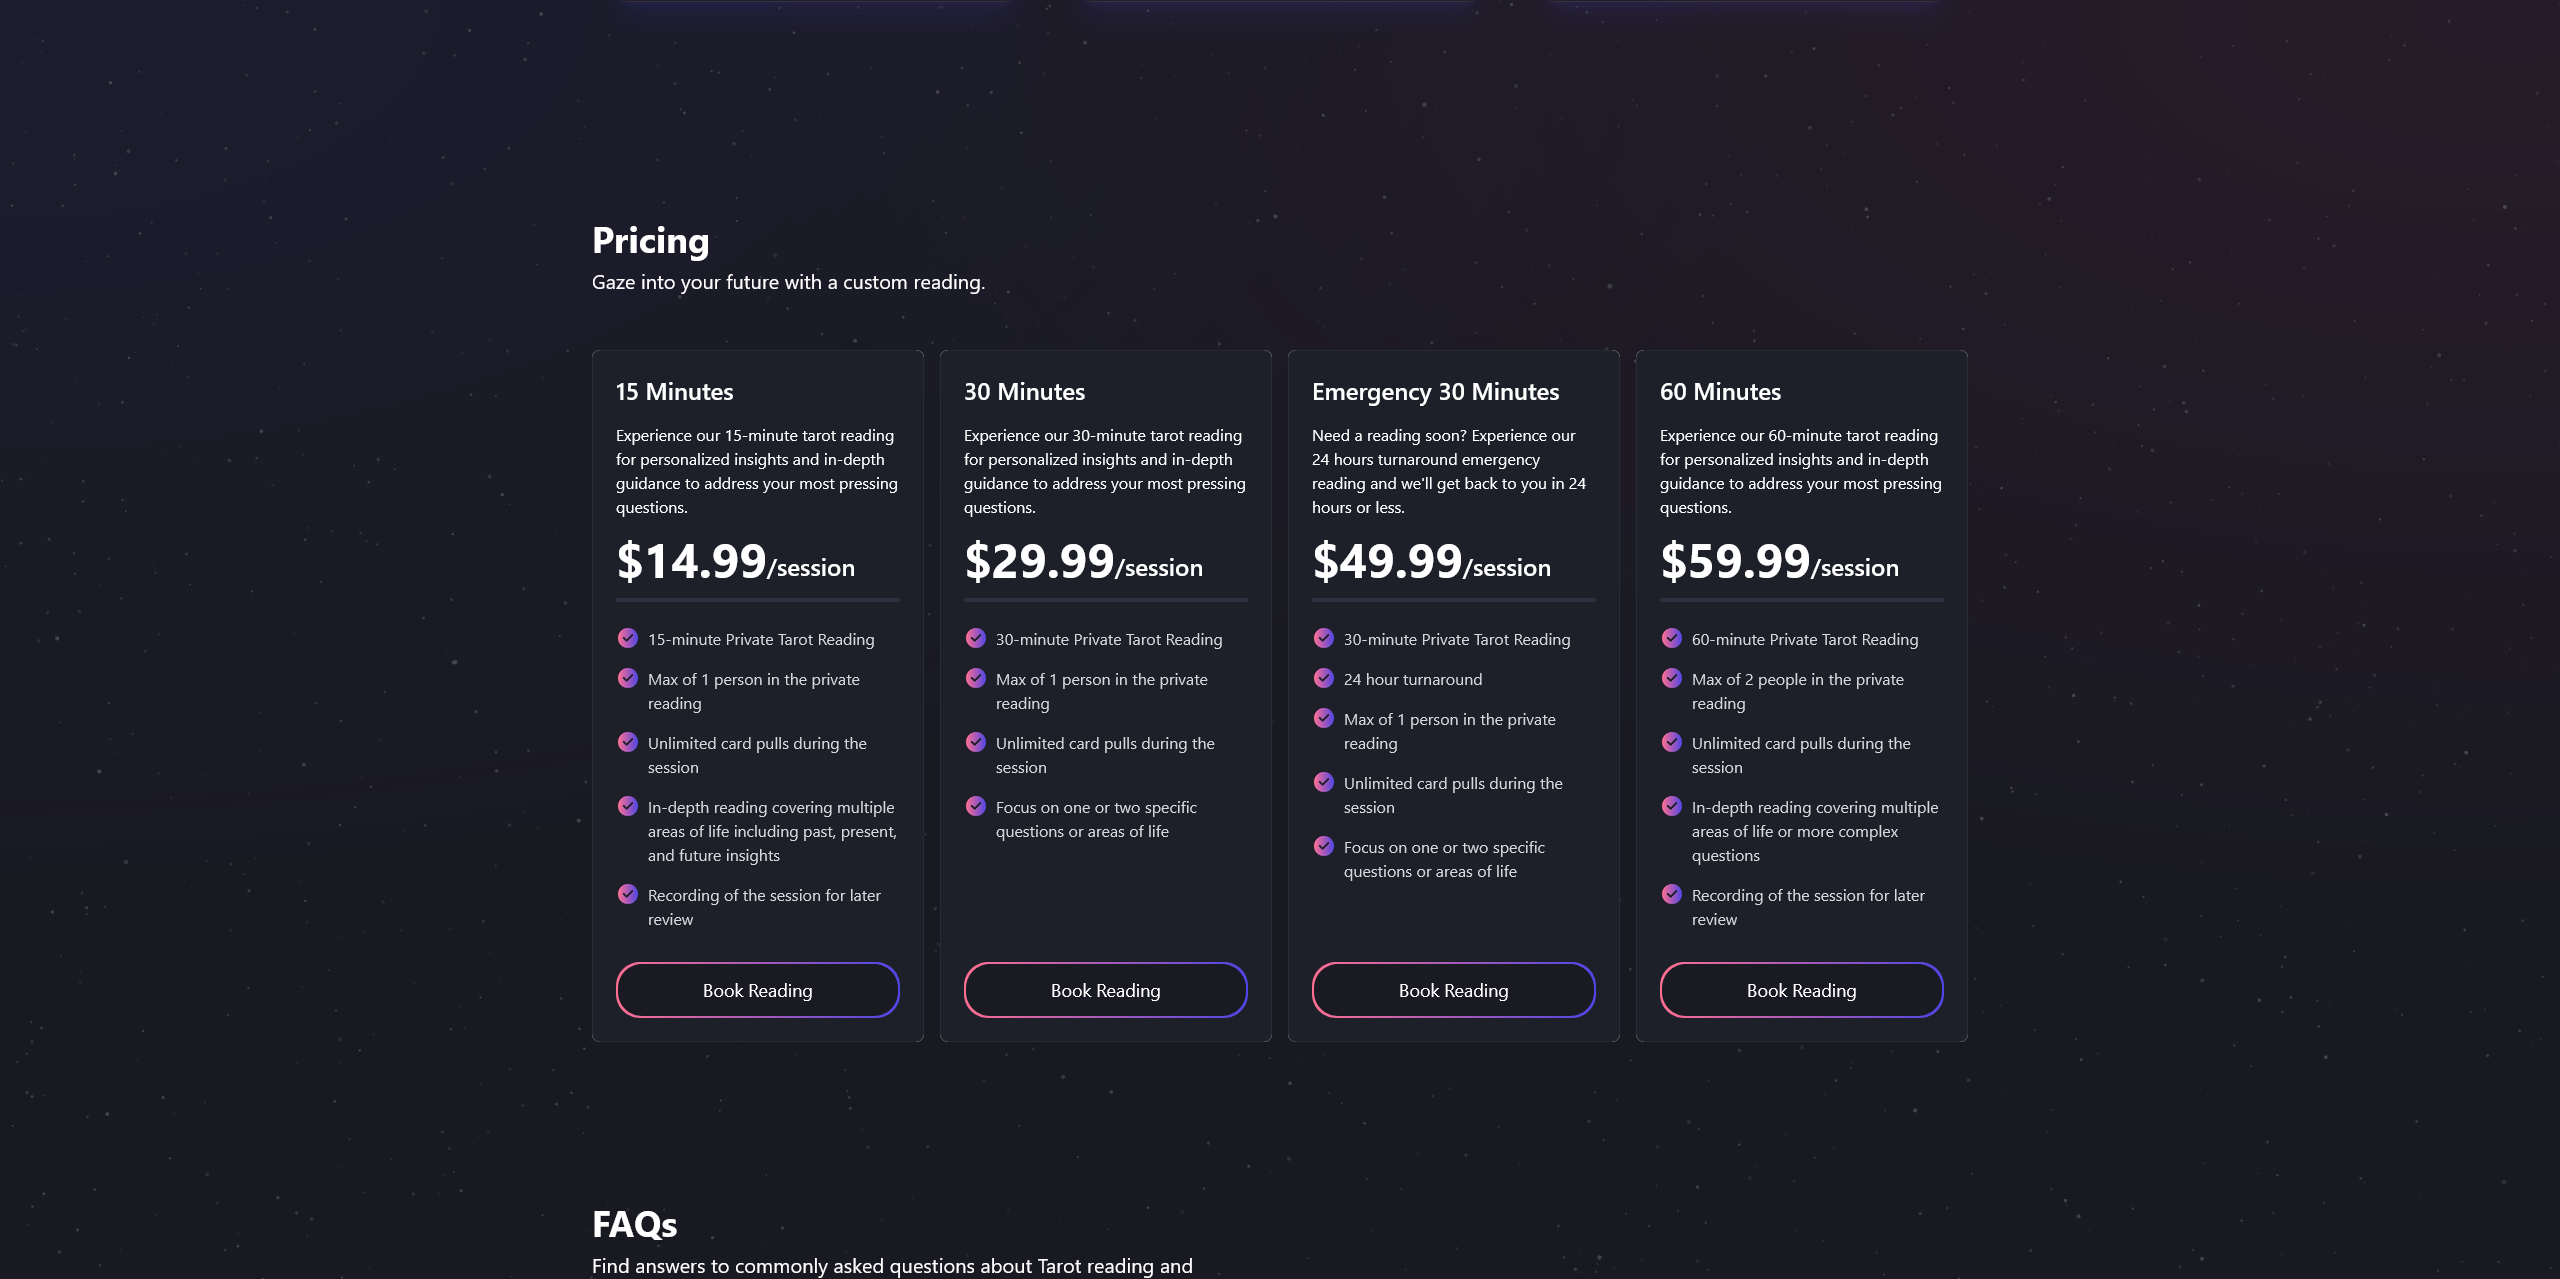 Pricing
Gaze into your future with a custom reading.
15 Minutes
Experience our 15-minute tarot reading
for personalized insights and in-depth
guidance to address your most pressing
questions.
$14.99/session
15-minute Private Tarot Reading
Max of 1 person in the private
reading
Unlimited card pulls during the
session
In-depth reading covering multiple
areas of life including past, present,
and future insights
Recording of the session for later
review
Book Reading
30 Minutes
Experience our 30-minute tarot reading
for personalized insights and in-depth
guidance to address your most pressing
questions.
$29.99/session
30-minute Private Tarot Reading
Max of 1 person in the private
reading
Unlimited card pulls during the
session
Focus on one or two specific
questions or areas of life
Book Reading
Emergency 30 Minutes
Need a reading soon? Experience our
24 hours turnaround emergency
reading and we'll get back to you in 24
hours or less.
$49.99/session
30-minute Private Tarot Reading
24 hour turnaround
Max of 1 person in the private
reading
Unlimited card pulls during the
session
Focus on one or two specific
questions or areas of life
Book Reading
60 Minutes
Experience our 60-minute tarot reading
for personalized insights and in-depth
guidance to address your most pressing
questions.
$59.99/session
60-minute Private Tarot Reading
Max of 2 people in the private
reading
Unlimited card pulls during the
session
In-depth reading covering multiple
areas of life or more complex
questions
Recording of the session for later
review
Book Reading
FAQs
Find answers to commonly asked questions about Tarot reading and